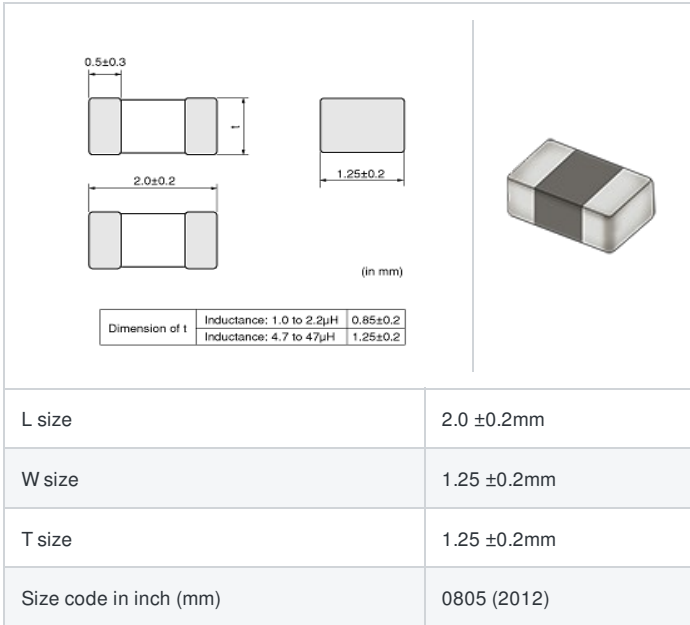 0.5±0.3
t
2.0±0.2
1.25±0.2
(in mm)
Dimension of t
Inductance: 1.0 to 2.2μH 0.85±0.2
Inductance: 4.7 to 47μH 1.25±0.2
L size 2.0 ±0.2mm
W size 1.25 ±0.2mm
T size 1.25 ±0.2mm
Size code in inch (mm) 0805 (2012)